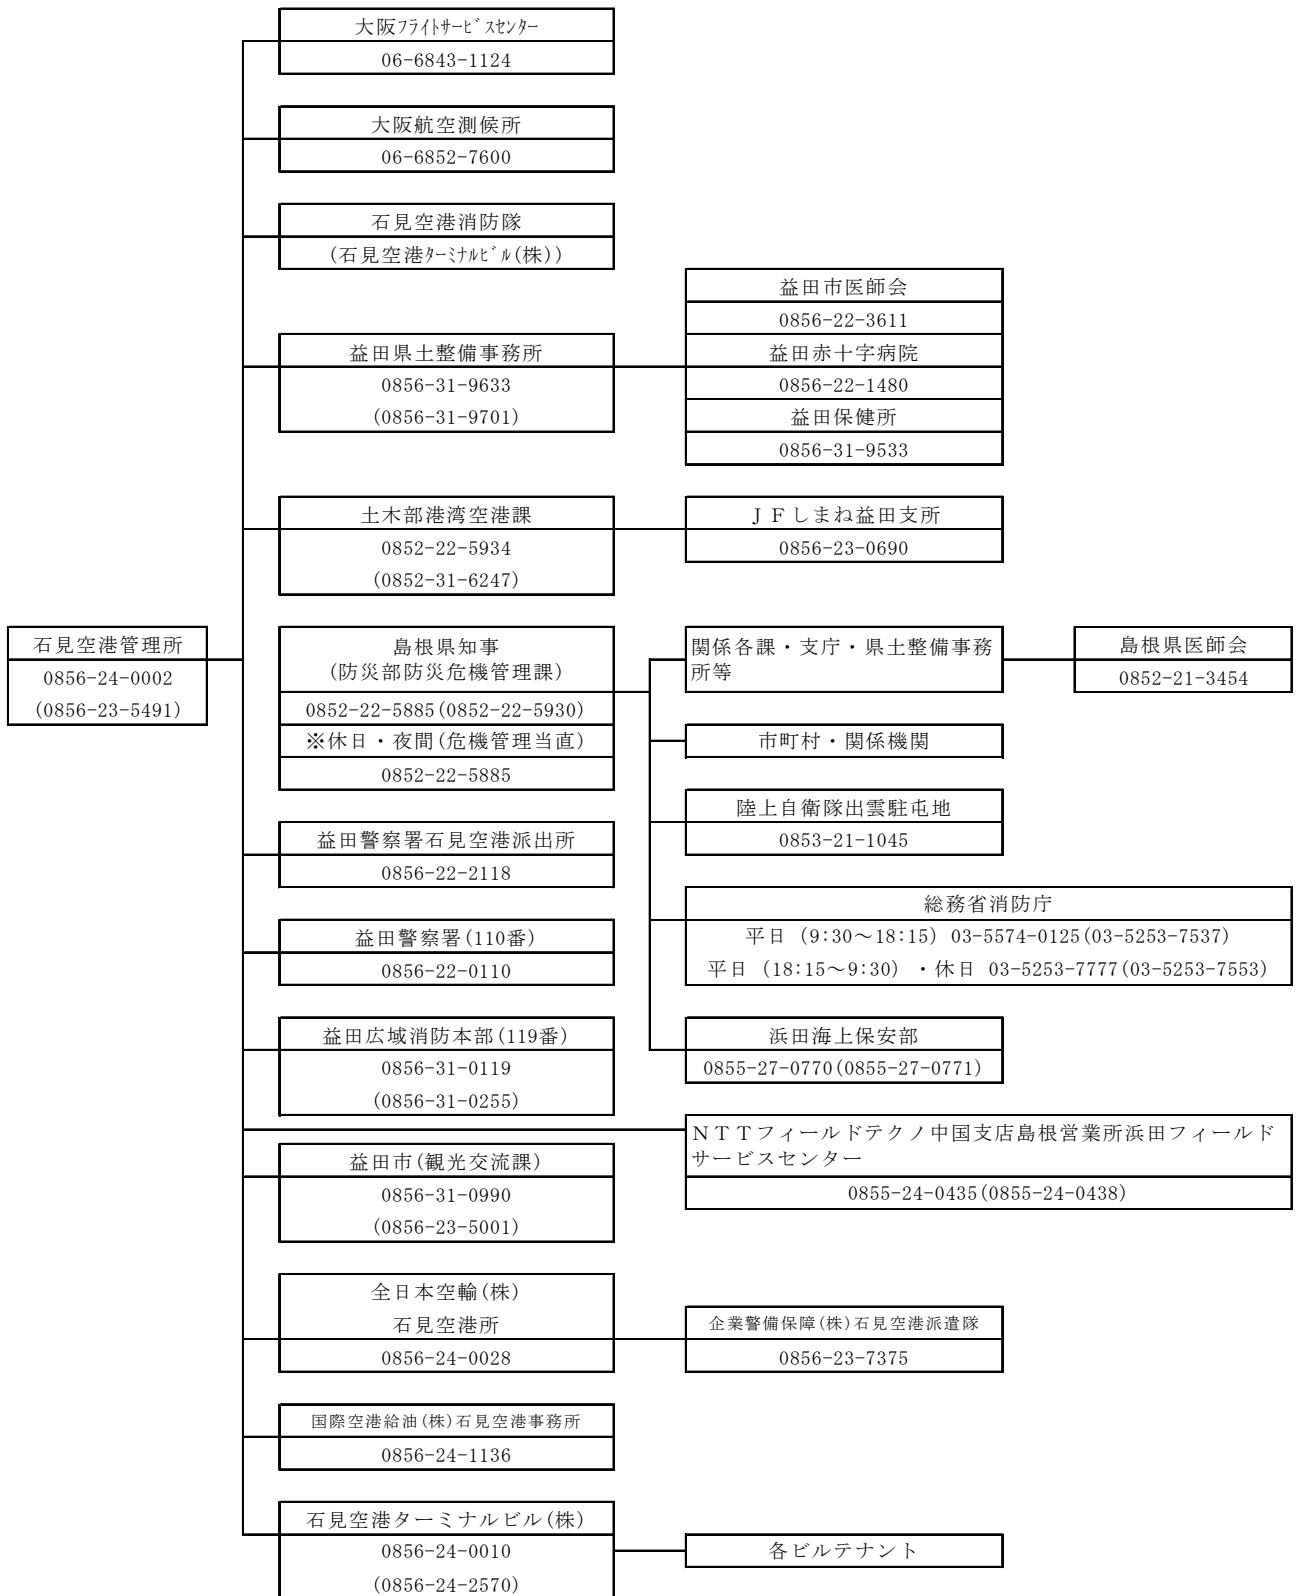 大阪ﾌﾗｲﾄｻｰﾋﾞｽｾﾝﾀｰ
06-6843-1124
大阪航空測候所
06-6852-7600
石見空港消防隊
(石見空港ﾀｰﾐﾅﾙﾋﾞﾙ(株))
益田市医師会
0856-22-3611
益田県土整備事務所
0856-31-9633
(0856-31-9701)
益田赤十字病院
0856-22-1480
益田保健所
0856-31-9533
土木部港湾空港課
0852-22-5934
(0852-31-6247)
ＪＦしまね益田支所
0856-23-0690
石見空港管理所
0856-24-0002
(0856-23-5491)
島根県知事
(防災部防災危機管理課)
0852-22-5885(0852-22-5930)
※休日・夜間(危機管理当直)
0852-22-5885
関係各課・支庁・県土整備事務
所等
島根県医師会
0852-21-3454
市町村・関係機関
陸上自衛隊出雲駐屯地
0853-21-1045
益田警察署石見空港派出所
0856-22-2118
総務省消防庁
平日 (9:30～18:15) 03-5574-0125(03-5253-7537)
平日 (18:15～9:30) ・休日 03-5253-7777(03-5253-7553)
益田警察署(110番)
0856-22-0110
益田広域消防本部(119番)
0856-31-0119
(0856-31-0255)
浜田海上保安部
0855-27-0770(0855-27-0771)
ＮＴＴフィールドテクノ中国支店島根営業所浜田フィールド
サービスセンター
0855-24-0435(0855-24-0438)
益田市(観光交流課)
0856-31-0990
(0856-23-5001)
全日本空輸(株)
石見空港所
0856-24-0028
企業警備保障(株)石見空港派遣隊
0856-23-7375
国際空港給油(株)石見空港事務所
0856-24-1136
石見空港ターミナルビル(株)
0856-24-0010
(0856-24-2570)
各ビルテナント